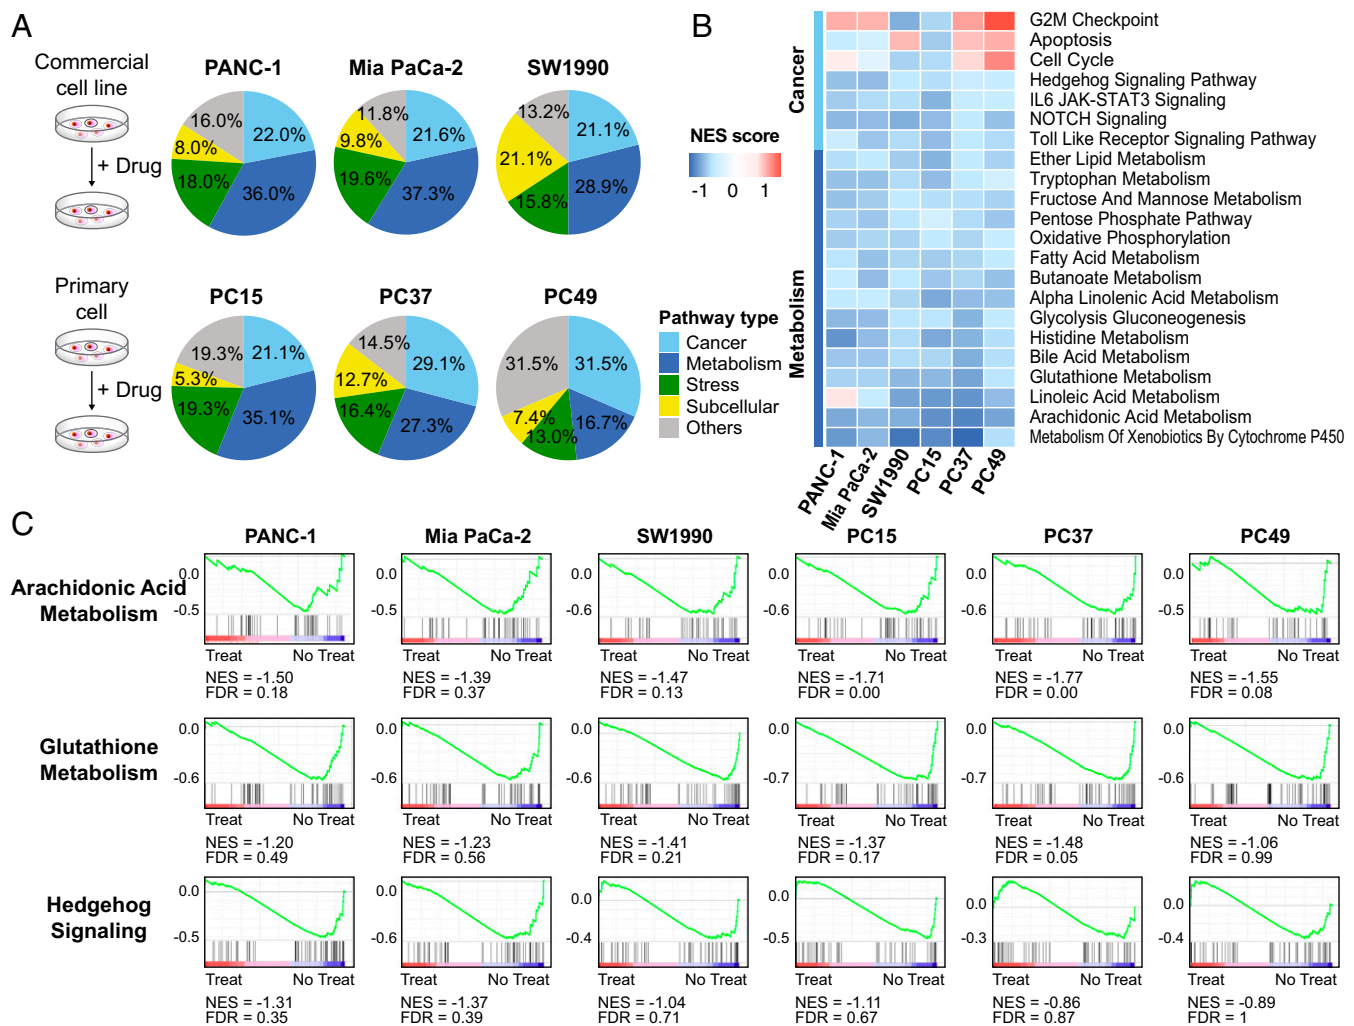 A
Commercial
cell line
+ Drug
PANC-1
Mia PaCa-2
SW1990
16.0%
22.0%
8.0%
18.0%
36.0%
11.8%
21.6%
9.8%
19.6%
37.3%
13.2%
21.1%
21.1%
15.8%
28.9%
Primary
cell
+ Drug
PC15
PC37
PC49
19.3%
21.1%
5.3%
19.3%
35.1%
14.5%
29.1%
12.7%
16.4%
27.3%
31.5%
31.5%
7.4%
13.0%
16.7%
Pathway type
Cancer
Metabolism
Stress
Subcellular
Others
B
NES score
-1 0 1
Cancer
Metabolism
G2M Checkpoint
Apoptosis
Cell Cycle
Hedgehog Signaling Pathway
IL6 JAK-STAT3 Signaling
NOTCH Signaling
Toll Like Receptor Signaling Pathway
Ether Lipid Metabolism
Tryptophan Metabolism
Fructose And Mannose Metabolism
Pentose Phosphate Pathway
Oxidative Phosphorylation
Fatty Acid Metabolism
Butanoate Metabolism
Alpha Linolenic Acid Metabolism
Glycolysis Gluconeogenesis
Histidine Metabolism
Bile Acid Metabolism
Glutathione Metabolism
Linoleic Acid Metabolism
Arachidonic Acid Metabolism
Metabolism Of Xenobiotics By Cytochrome P450
PANC-1
Mia PaCa-2
SW1990
PC15
PC37
PC49
C
PANC-1
Mia PaCa-2
SW1990
PC15
PC37
PC49
Arachidonic Acid
Metabolism
0.0
-0.5
Treat No Treat
NES = -1.50
FDR = 0.18
0.0
-0.5
Treat No Treat
NES = -1.39
FDR = 0.37
0.0
-0.6
Treat No Treat
NES = -1.47
FDR = 0.13
0.0
-0.6
Treat No Treat
NES = -1.71
FDR = 0.00
0.0
-0.6
Treat No Treat
NES = -1.77
FDR = 0.00
0.0
-0.5
Treat No Treat
NES = -1.55
FDR = 0.08
Glutathione
Metabolism
0.0
-0.6
Treat No Treat
NES = -1.20
FDR = 0.49
0.0
-0.6
Treat No Treat
NES = -1.23
FDR = 0.56
0.0
-0.6
Treat No Treat
NES = -1.41
FDR = 0.21
0.0
-0.7
Treat No Treat
NES = -1.37
FDR = 0.17
0.0
-0.7
Treat No Treat
NES = -1.48
FDR = 0.05
0.0
-0.6
Treat No Treat
NES = -1.06
FDR = 0.99
Hedgehog
Signaling
0.0
-0.5
Treat No Treat
NES = -1.31
FDR = 0.35
0.0
-0.6
Treat No Treat
NES = -1.37
FDR = 0.39
0.0
-0.4
Treat No Treat
NES = -1.04
FDR = 0.71
0.0
-0.5
Treat No Treat
NES = -1.11
FDR = 0.67
0.0
-0.3
Treat No Treat
NES = -0.86
FDR = 0.87
0.0
-0.4
Treat No Treat
NES = -0.89
FDR = 1